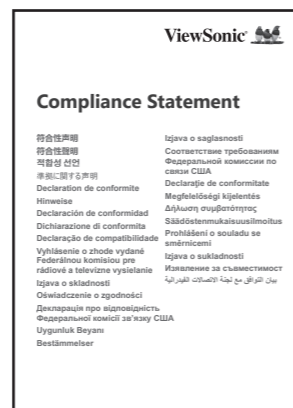 ViewSonic
Compliance Statement
符合性声明
符合性聲明
적합성 선언
準拠に関する声明
Declaration de conformite
Hinweise
Declaración de conformidad
Dichiarazione di conformita
Declaração de compatibilidade
Vyhlásenie o zhode vydané
Federálnou komisiou pre
rádiové a televizne vysielanie
Izjava o skladnosti
Oświadczenie o zgodności
Декларація про відповідність
Федеральної комісії зв'язку США
Uygunluk Beyanı
Bestämmelser
Izjava o saglasnosti
Соответствие требованиям
Федеральной комиссии по
связи США
Declaraţie de conformitate
Megfelelőségi kijelentés
Δήλωση συμβατότητας
Säädöstenmukaisuusilmoitus
Prohlášení o souladu se
směrnicemi
Izjava o sukladnosti
Изявление за съвместимост
بيان التوافق مع لجنة الاتصالات الفيدرالية